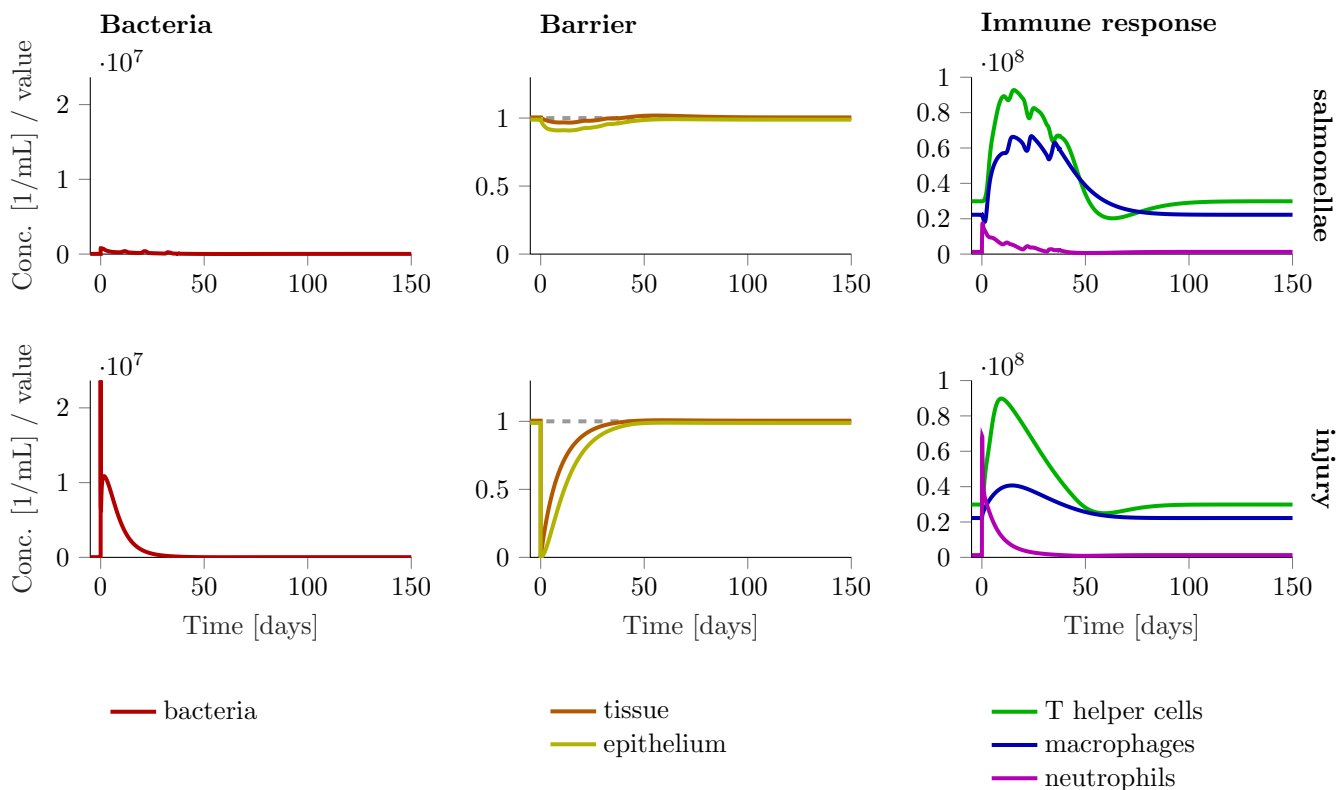 Bacteria
Barrier
Immune response
Conc. [1/mL] / value
·10^7
2
1
0
0 50 100 150
1
0.5
0
0 50 100 150
·10^8
1
0.8
0.6
0.4
0.2
0
0 50 100 150
salmonellae
Conc. [1/mL] / value
·10^7
2
1
0
0 50 100 150
Time [days]
1
0.5
0
0 50 100 150
Time [days]
·10^8
1
0.8
0.6
0.4
0.2
0
0 50 100 150
Time [days]
injury
bacteria
tissue
epithelium
T helper cells
macrophages
neutrophils